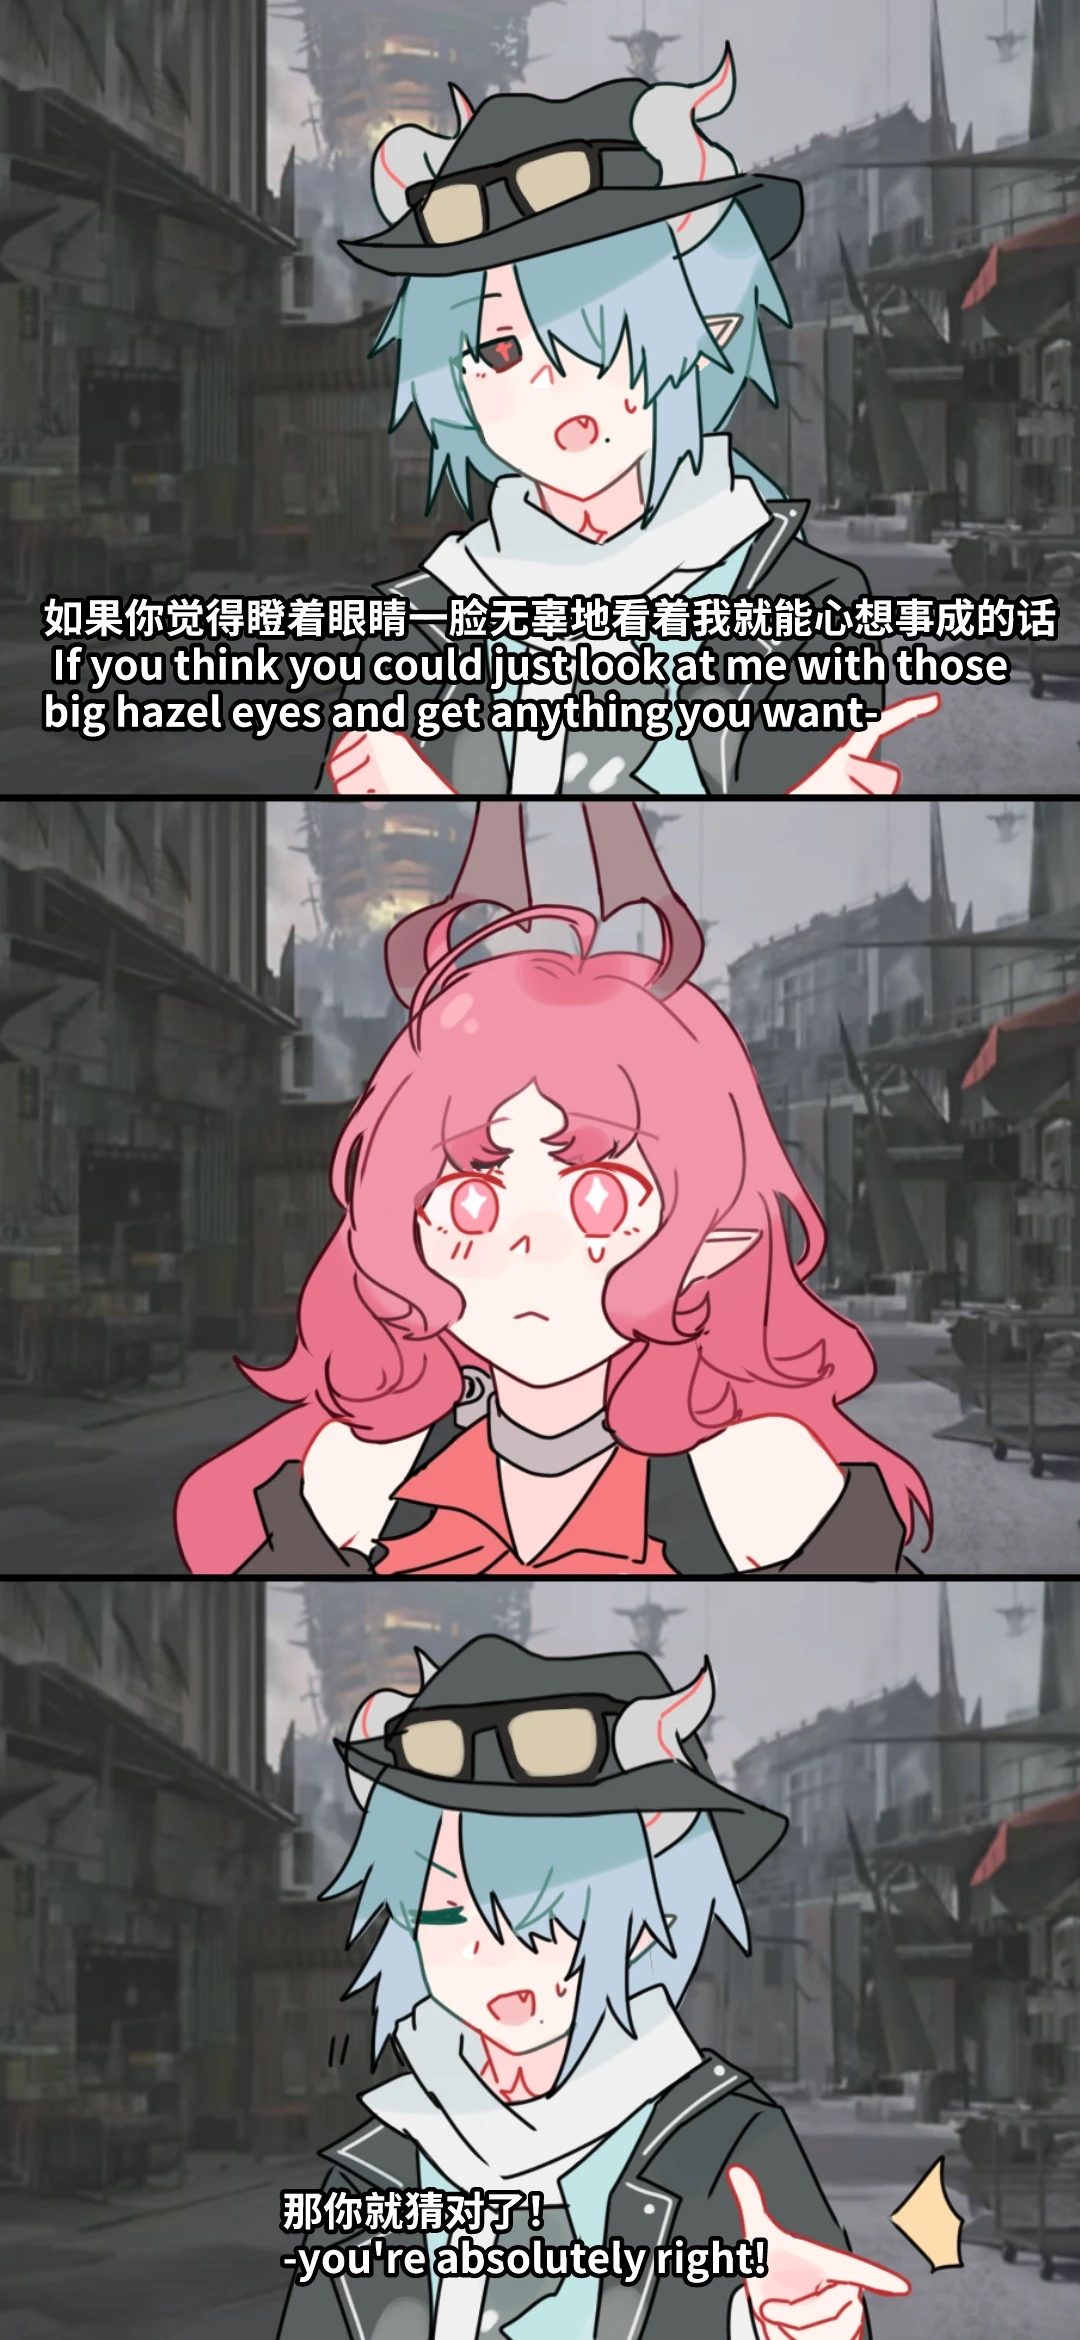 如果你觉得瞪着眼睛一脸无辜地看着我就能心想事成的话
If you think you could just look at me with those
big hazel eyes and get anything you want-
那你就猜对了!
-you're absolutely right!